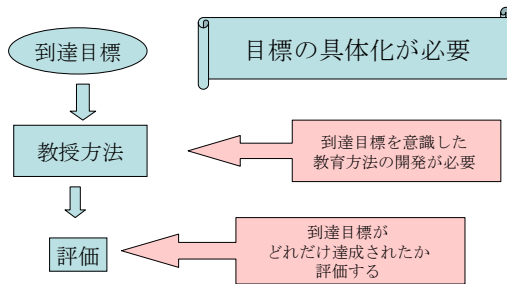 到達目標
目標の具体化が必要
教授方法
到達目標を意識した
教育方法の開発が必要
評価
到達目標が
どれだけ達成されたか
評価する